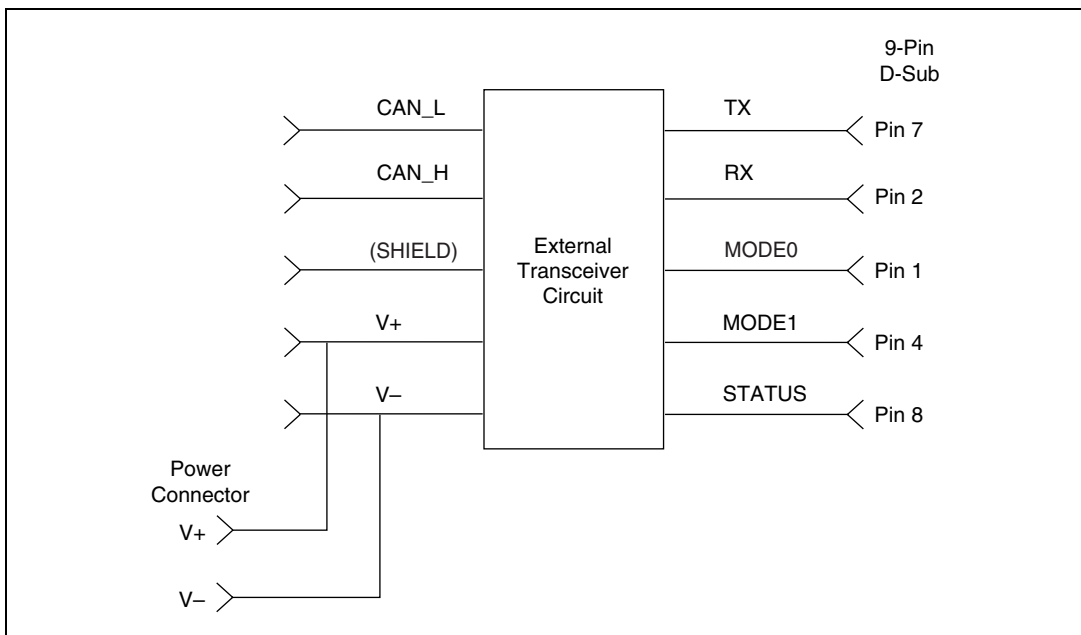 9-Pin
D-Sub
CAN_L
TX
Pin 7
CAN_H
RX
Pin 2
(SHIELD)
External
Transceiver
Circuit
MODE0
Pin 1
V+
MODE1
Pin 4
V–
STATUS
Pin 8
Power
Connector
V+
V–